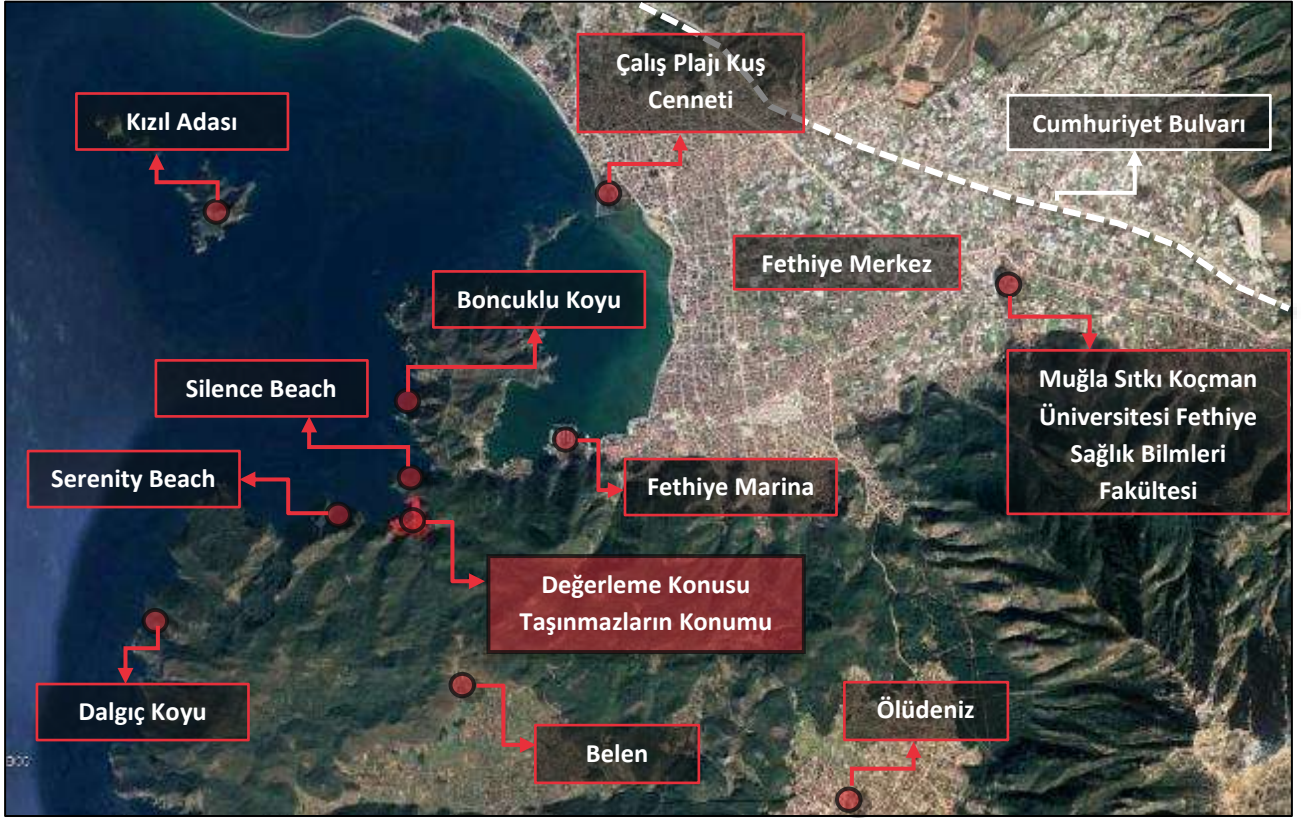 Çalış Plajı Kuş
Cenneti
Kızıl Adası
Cumhuriyet Bulvarı
Fethiye Merkez
Boncuklu Koyu
Silence Beach
Muğla Sıtkı Koçman
Üniversitesi Fethiye
Sağlık Bilmleri
Fakültesi
Serenity Beach
Fethiye Marina
Değerleme Konusu
Taşınmazların Konumu
Dalgıç Koyu
Ölüdeniz
Belen